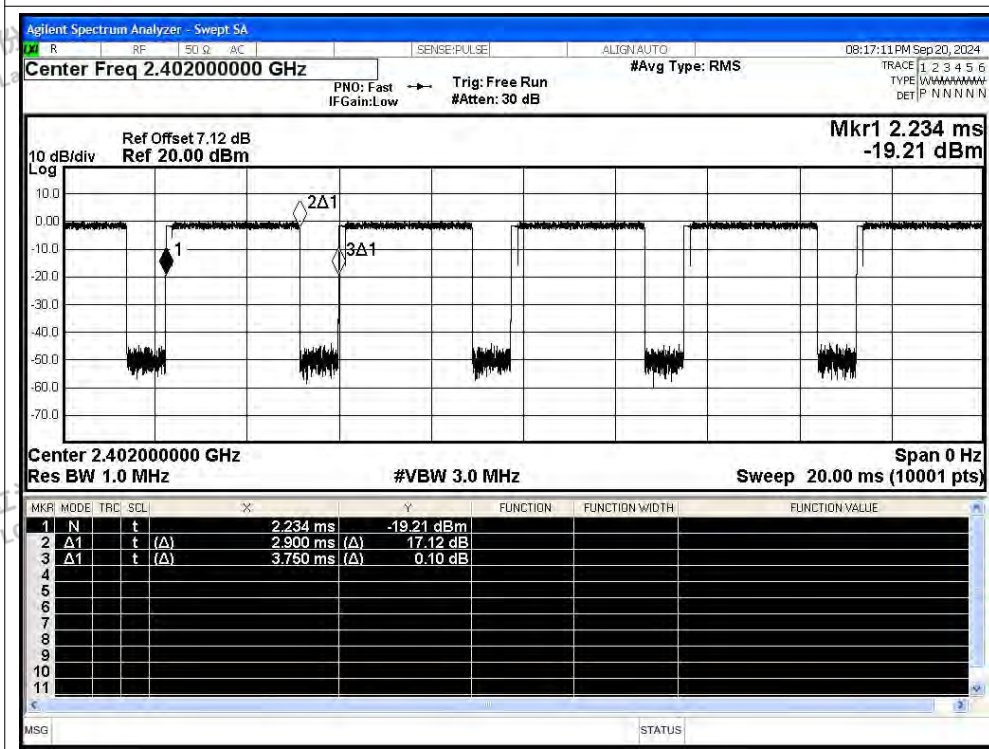 Agilent Spectrum Analyzer - Swept SA
R RF 50 Ω AC SENSE:PULSE ALIGN AUTO 08:17:11 PM Sep 20, 2024
Center Freq 2.402000000 GHz #Avg Type: RMS TRACE 1 2 3 4 5 6
PNO: Fast Trig: Free Run TYPE WWWWWW
IFGain:Low #Atten: 30 dB DET P N N N N N
Mkr1 2.234 ms
Ref Offset 7.12 dB
10 dB/div Ref 20.00 dBm -19.21 dBm
Log
10.0
2Δ1
0.00
-10.0
1 3Δ1
-20.0
-30.0
-40.0
-50.0
-60.0
-70.0
Center 2.402000000 GHz Span 0 Hz
Res BW 1.0 MHz #VBW 3.0 MHz Sweep 20.00 ms (10001 pts)
MKR MODE TRC SCL X Y FUNCTION FUNCTION WIDTH FUNCTION VALUE
1 N t 2.234 ms -19.21 dBm
2 Δ1 t (Δ) 2.900 ms (Δ) 17.12 dB
3 Δ1 t (Δ) 3.750 ms (Δ) 0.10 dB
4
5
6
7
8
9
10
11
MSG STATUS